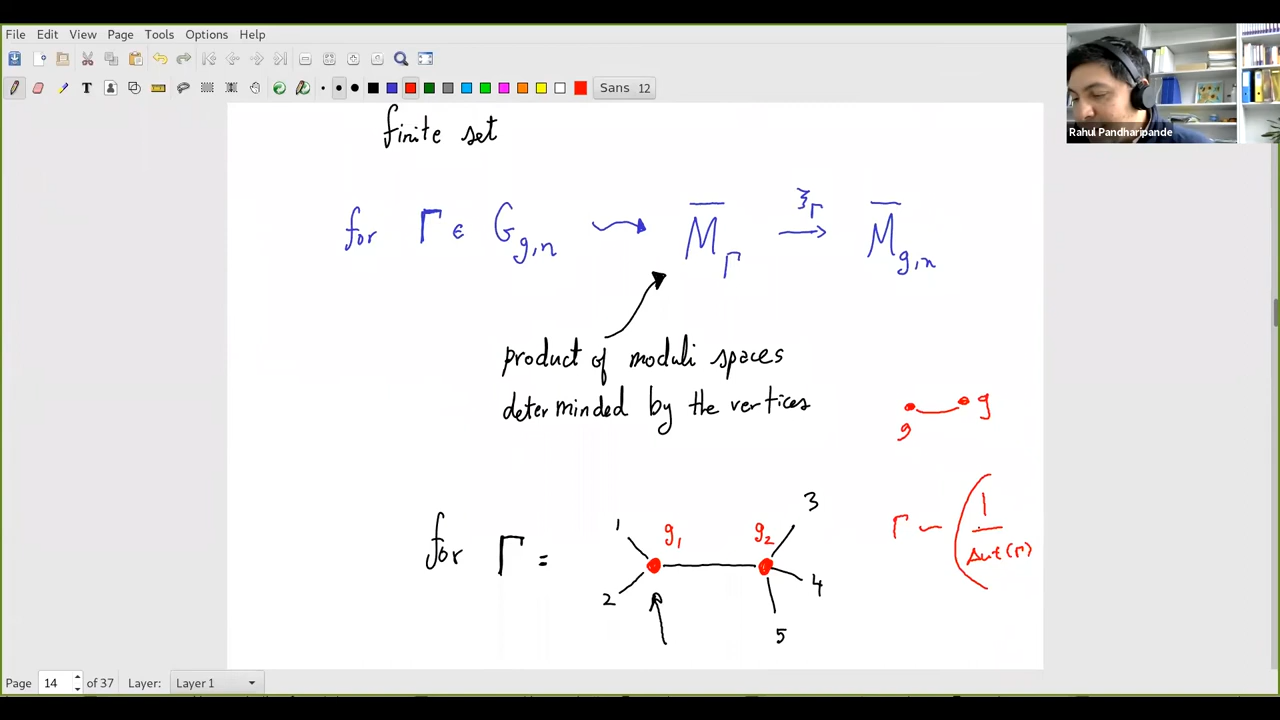 File Edit View Page Tools Options Help
Sans 12
Rahul Pandharipande
finite set
for Γ ∈ G_{g,n} ⇝ M̅_Γ →^{ξ_Γ} M̅_{g,n}
product of moduli spaces
determinded by the vertices
g g
for Γ =
1 g₁ g₂ 3
2 4
5
Γ ~ ( 1 / Aut(Γ)
Page 14 of 37 Layer: Layer 1